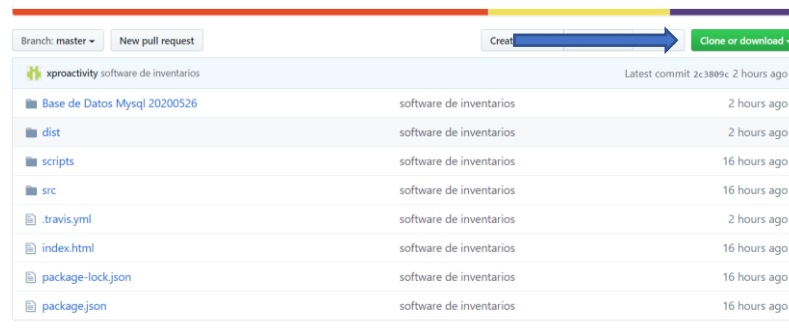 Branch: master New pull request Creat Clone or download
xproactivity software de inventarios Latest commit 2c3809c 2 hours ago
Base de Datos Mysql 20200526 software de inventarios 2 hours ago
dist software de inventarios 2 hours ago
scripts software de inventarios 16 hours ago
src software de inventarios 16 hours ago
.travis.yml software de inventarios 2 hours ago
index.html software de inventarios 16 hours ago
package-lock.json software de inventarios 16 hours ago
package.json software de inventarios 16 hours ago